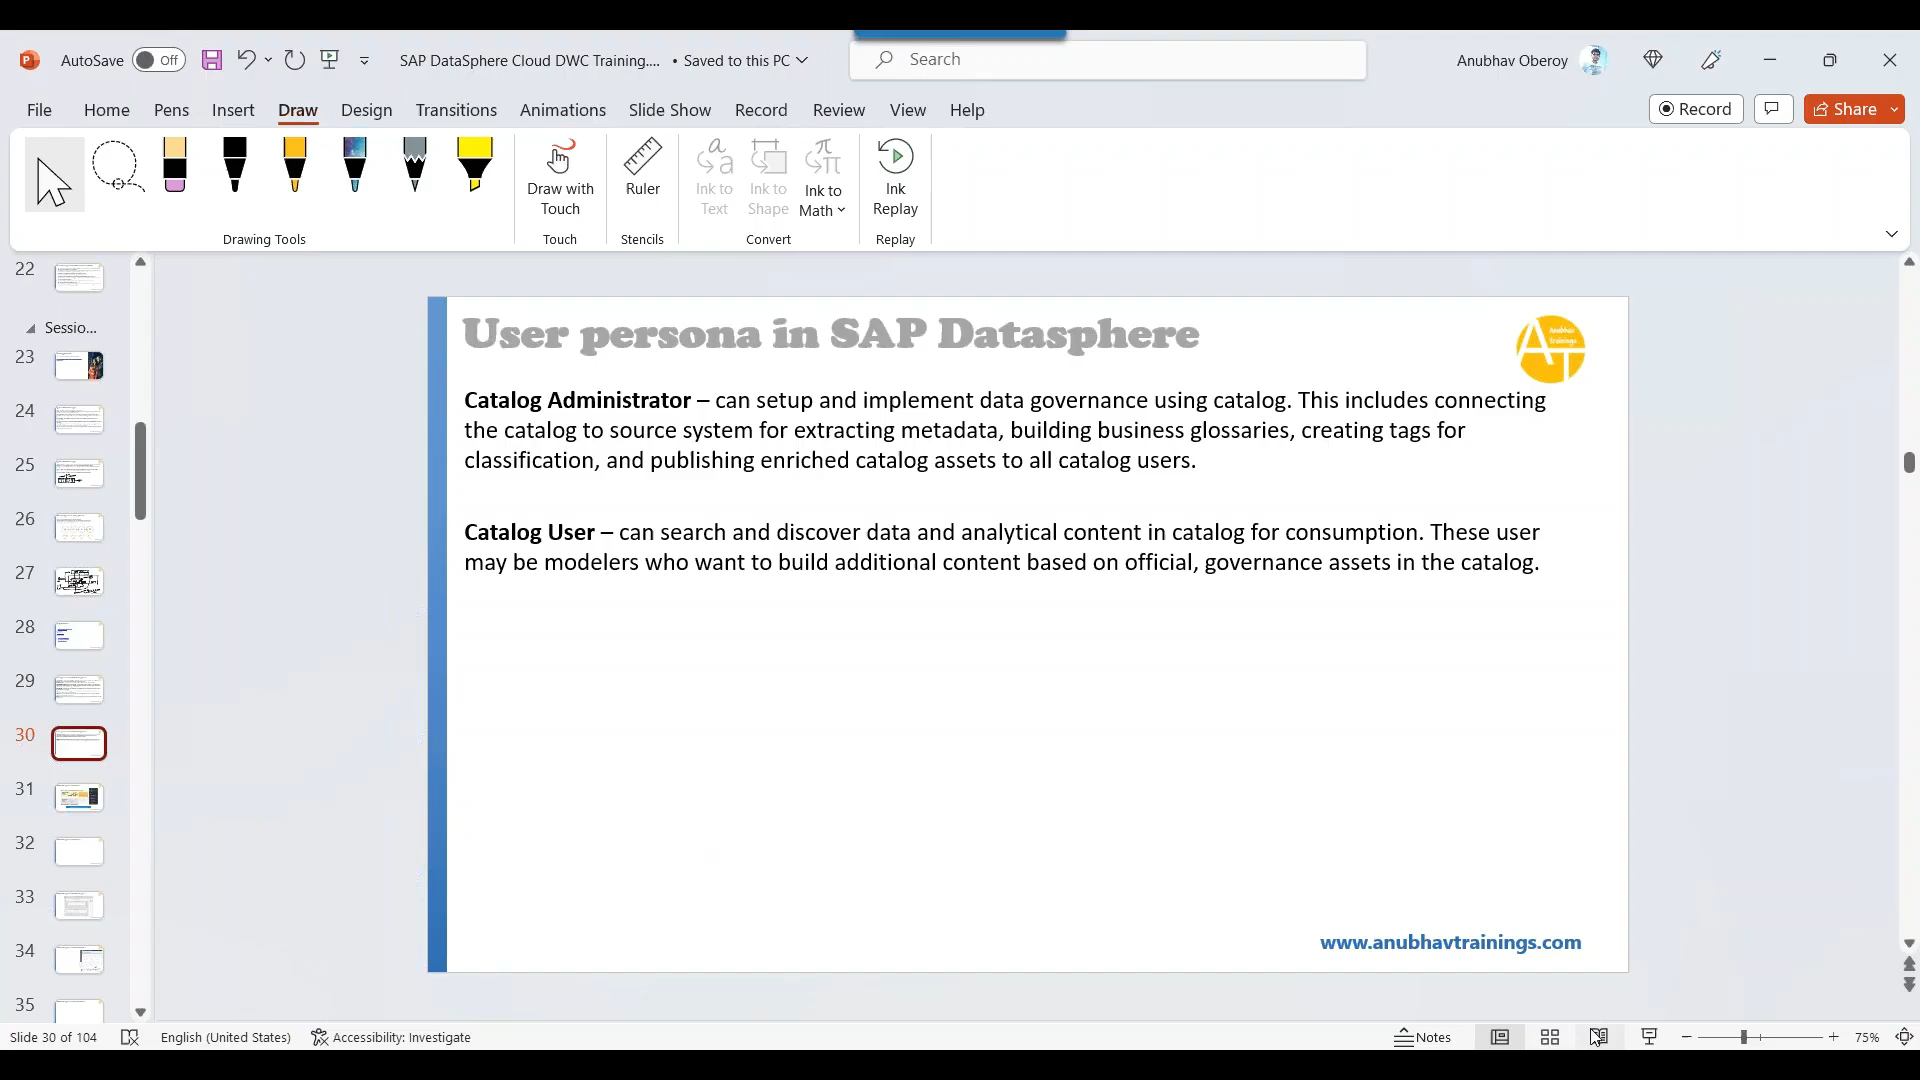 AutoSave Off SAP DataSphere Cloud DWC Training.... • Saved to this PC Search Anubhav Oberoy
File Home Pens Insert Draw Design Transitions Animations Slide Show Record Review View Help Record Share
Draw with Touch
Ruler
Ink to Text
Ink to Shape
Ink to Math
Ink Replay
Drawing Tools Touch Stencils Convert Replay
22
Sessio...
23
24
25
26
27
28
29
30
31
32
33
34
35
User persona in SAP Datasphere
Anubhav
trainings
AT
Catalog Administrator – can setup and implement data governance using catalog. This includes connecting
the catalog to source system for extracting metadata, building business glossaries, creating tags for
classification, and publishing enriched catalog assets to all catalog users.
Catalog User – can search and discover data and analytical content in catalog for consumption. These user
may be modelers who want to build additional content based on official, governance assets in the catalog.
www.anubhavtrainings.com
Slide 30 of 104 English (United States) Accessibility: Investigate Notes 75%